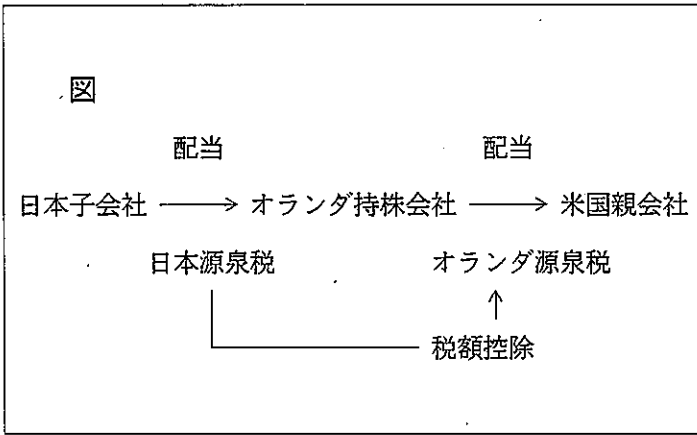 図
配当 配当
日本子会社 → オランダ持株会社 → 米国親会社
日本源泉税 オランダ源泉税
↑
税額控除